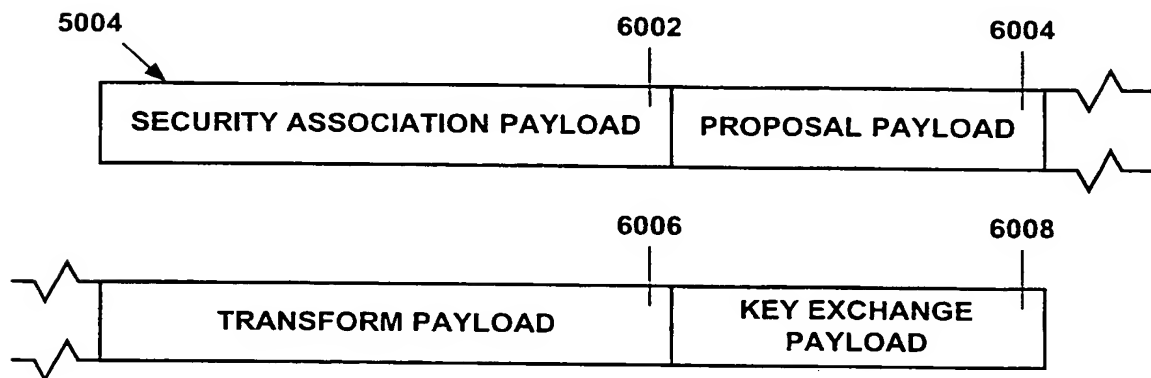 5004
6002
6004
SECURITY ASSOCIATION PAYLOAD
PROPOSAL PAYLOAD
6006
6008
TRANSFORM PAYLOAD
KEY EXCHANGE
PAYLOAD